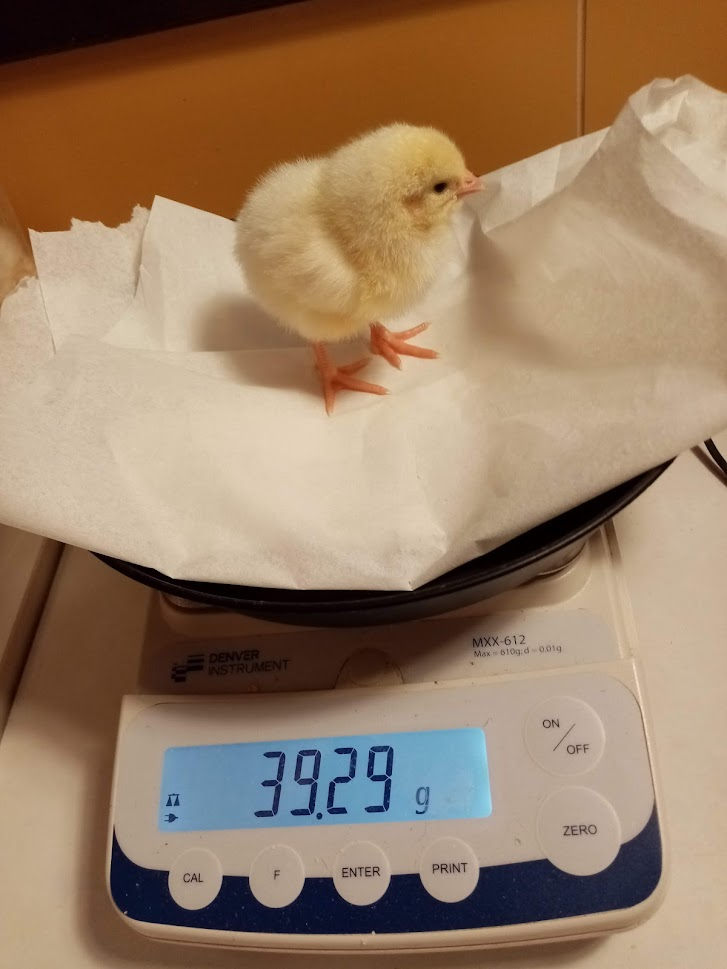 DENVER
INSTRUMENT
MXX-612
Max = 610g; d = 0.01g
39.29 g
ON
/
OFF
ZERO
CAL
F
ENTER
PRINT